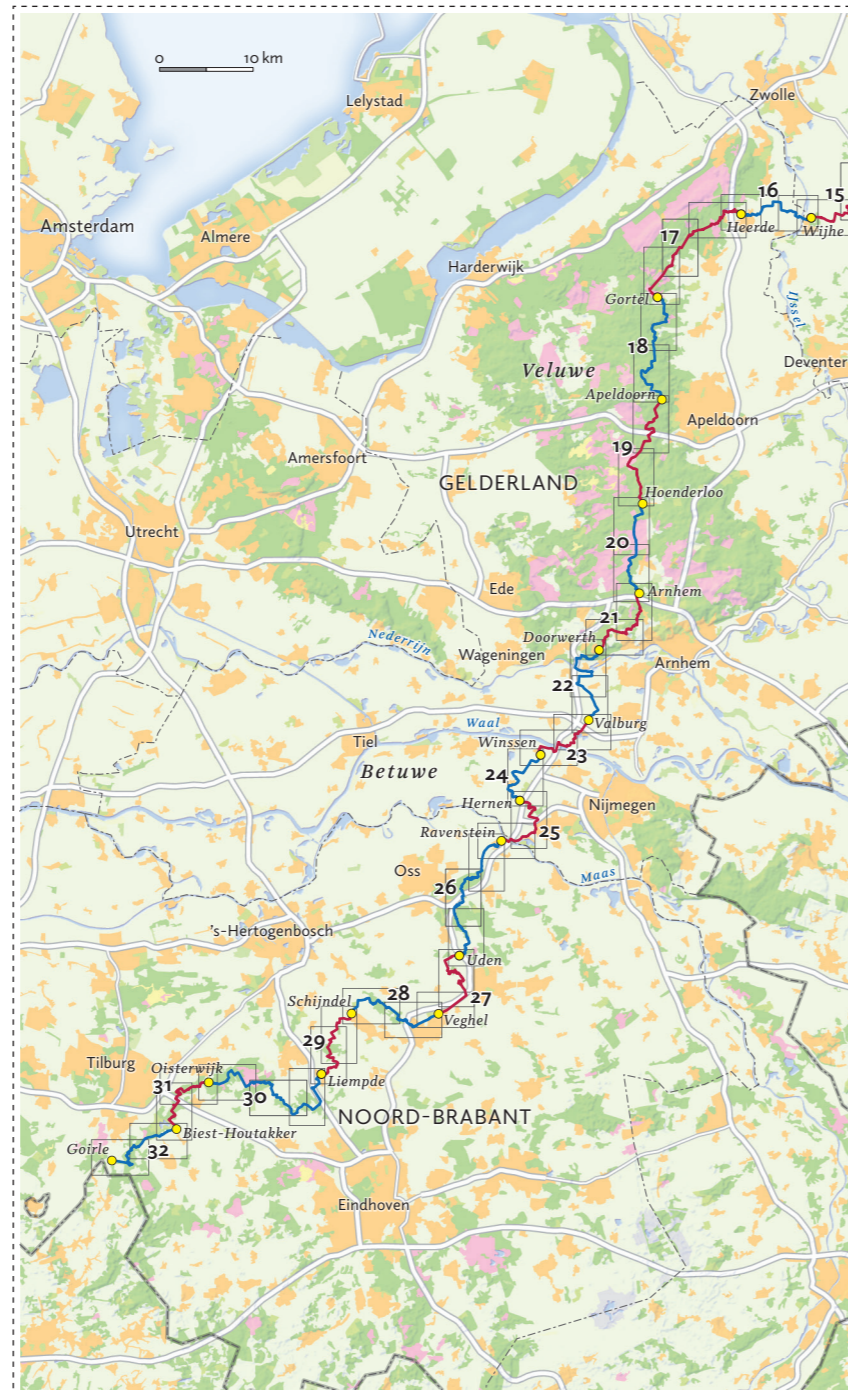 0 10 km
Lelystad
Zwolle
16
15
Amsterdam
Almere
Heerde
Wijhe
17
Harderwijk
Gortel
IJssel
18
Veluwe
Deventer
Apeldoorn
Apeldoorn
19
Amersfoort
GELDERLAND
Hoenderloo
Utrecht
20
Ede
Arnhem
21
Nederrijn
Doorwerth
Wageningen
Arnhem
22
Waal
Valburg
Tiel
Winssen
23
Betuwe
24
Hernen
Nijmegen
Ravenstein
25
Oss
Maas
26
's-Hertogenbosch
Uden
28
27
Schijndel
Veghel
29
Tilburg
Oisterwijk
Liempde
31
30
NOORD-BRABANT
Biest-Houtakker
Goirle
32
Eindhoven